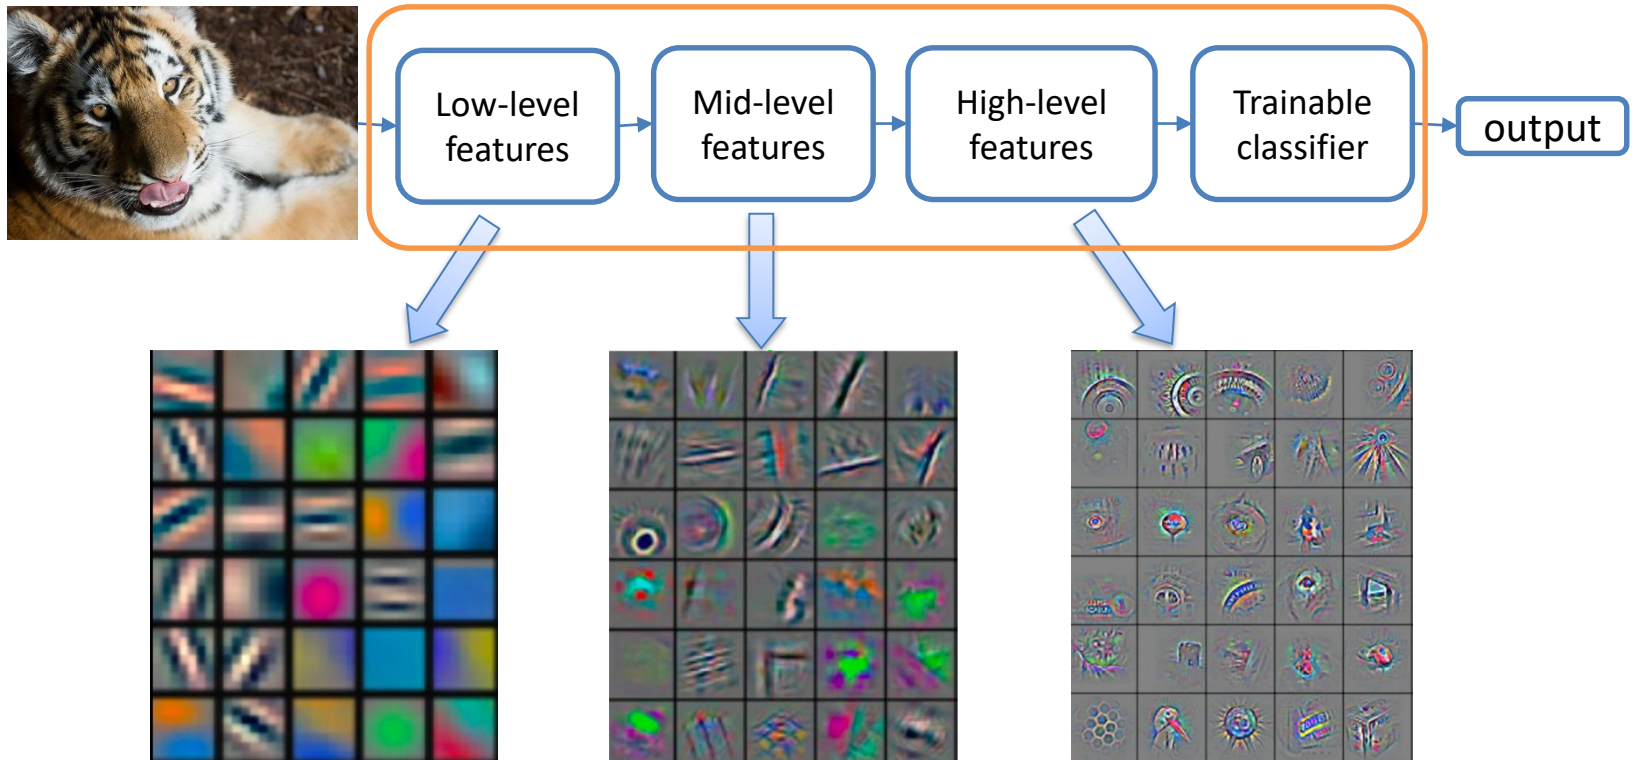 Low-level
features
Mid-level
features
High-level
features
Trainable
classifier
output